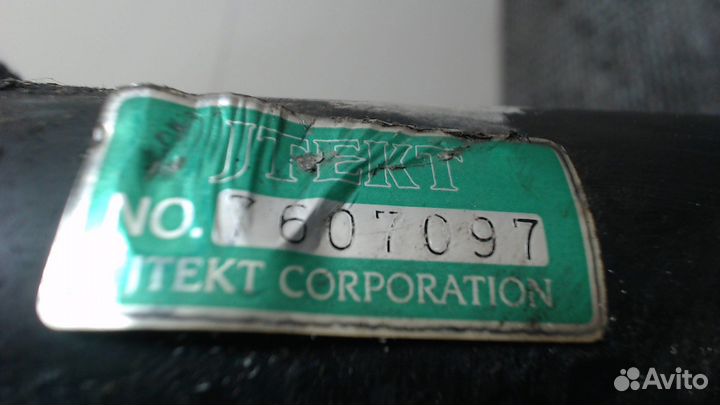 JTEKT
NO. 7607097
JTEKT CORPORATION
Avito